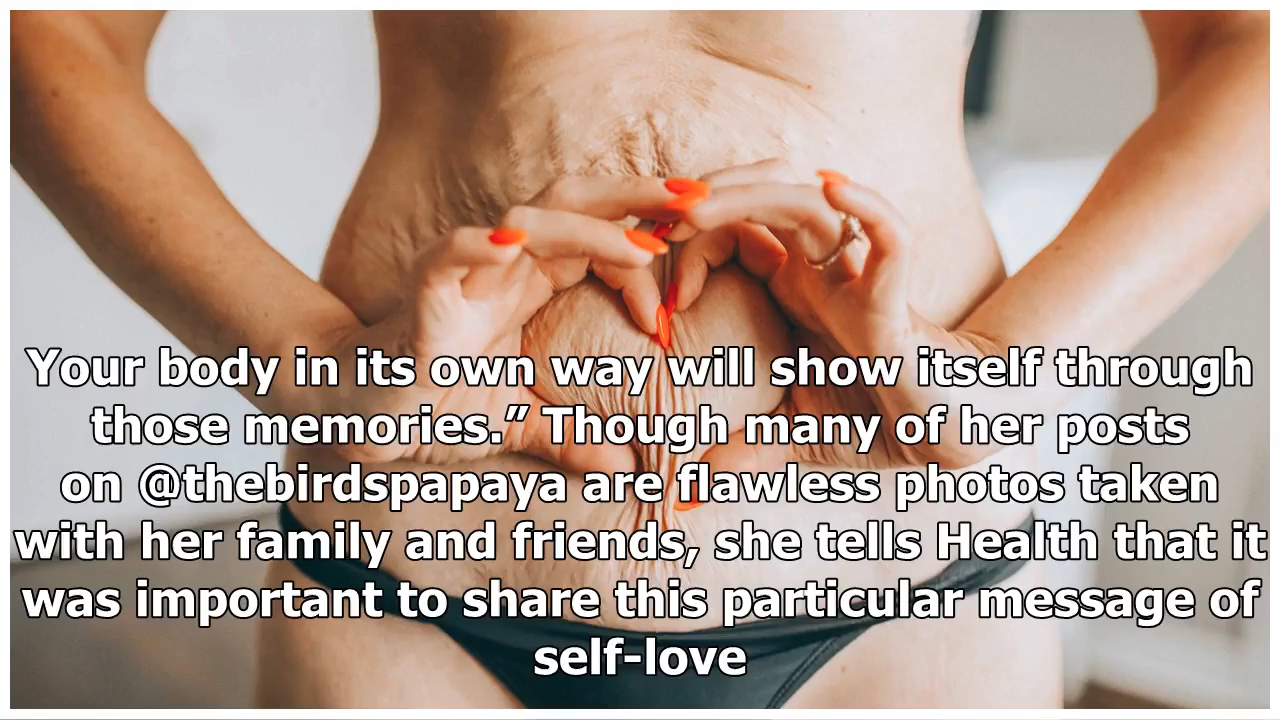 Your body in its own way will show itself through
those memories.” Though many of her posts
on @thebirdspapaya are flawless photos taken
with her family and friends, she tells Health that it
was important to share this particular message of
self-love